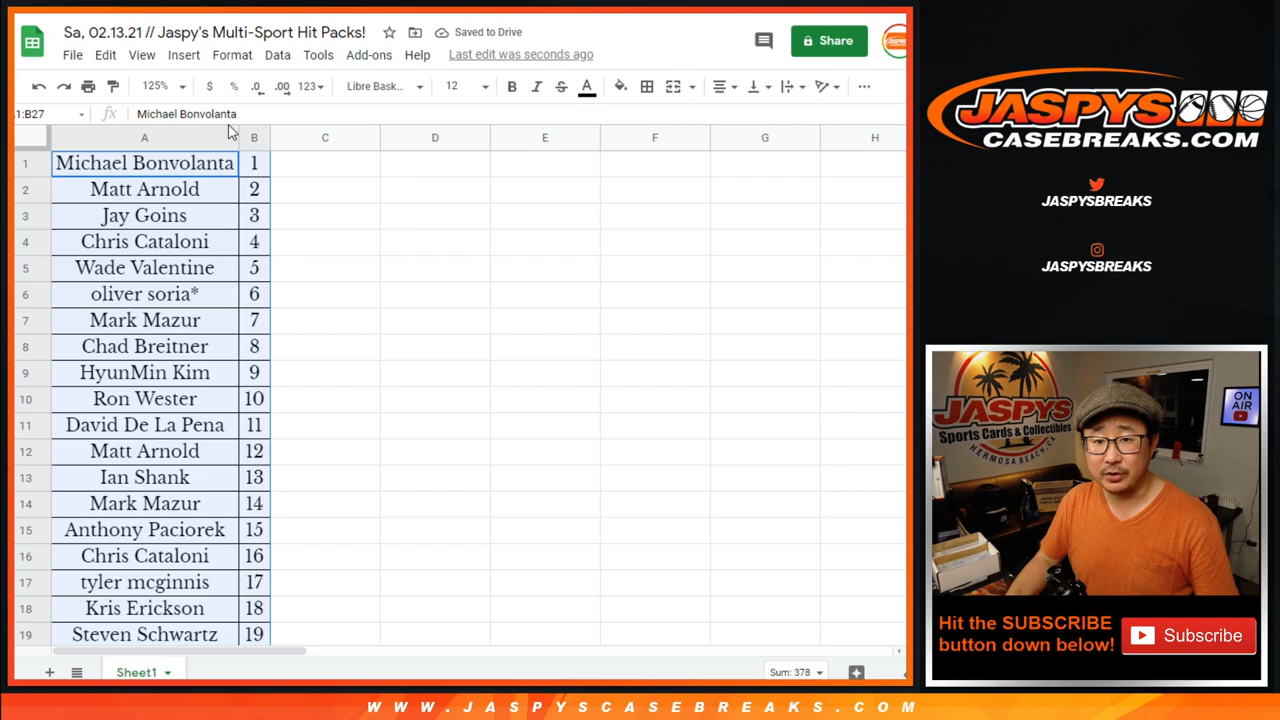 Sa, 02.13.21 // Jaspy's Multi-Sport Hit Packs!
Saved to Drive
File Edit View Insert Format Data Tools Add-ons Help
Last edit was seconds ago
Share
125% $ % .0 .00 123 Libre Bask... 12 B I S A
1:B27 fx Michael Bonvolanta
A B C D E F G H
1 Michael Bonvolanta 1
2 Matt Arnold 2
3 Jay Goins 3
4 Chris Cataloni 4
5 Wade Valentine 5
6 oliver soria* 6
7 Mark Mazur 7
8 Chad Breitner 8
9 HyunMin Kim 9
10 Ron Wester 10
11 David De La Pena 11
12 Matt Arnold 12
13 Ian Shank 13
14 Mark Mazur 14
15 Anthony Paciorek 15
16 Chris Cataloni 16
17 tyler mcginnis 17
18 Kris Erickson 18
19 Steven Schwartz 19
Sheet1
Sum: 378
JASPYS
CASEBREAKS.COM
JASPYSBREAKS
JASPYSBREAKS
JASPYS
Sports Cards & Collectibles
HERMOSA BEACH, CA
ON AIR
Hit the SUBSCRIBE
button down below!
Subscribe
WWW.JASPYSCASEBREAKS.COM